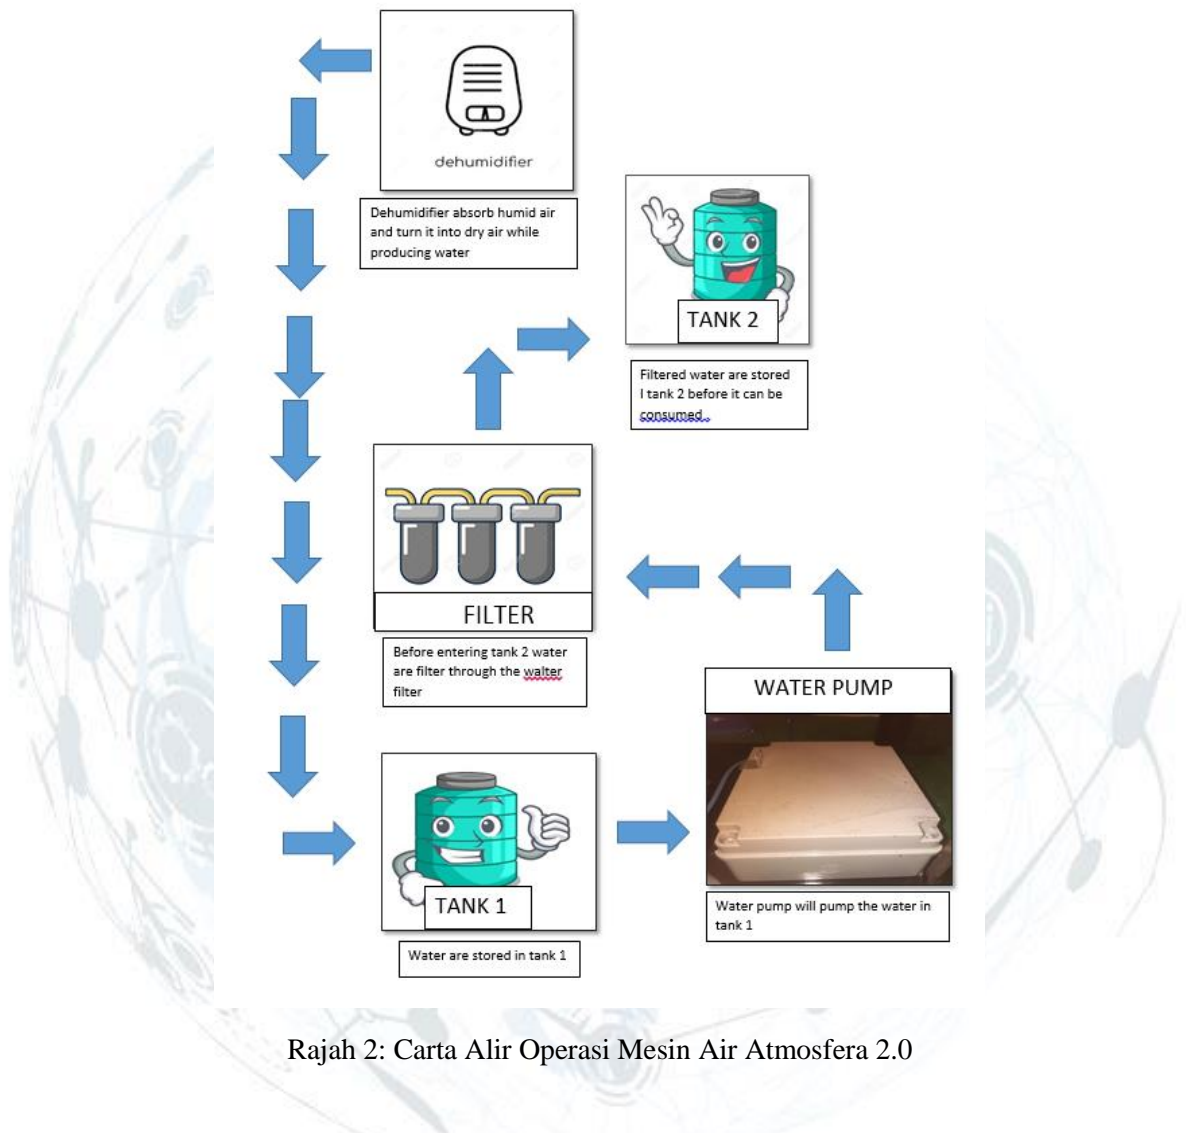 dehumidifier
Dehumidifier absorb humid air
and turn it into dry air while
producing water
TANK 2
Filtered water are stored
I tank 2 before it can be
consumed.
FILTER
Before entering tank 2 water
are filter through the walter
filter
WATER PUMP
Water pump will pump the water in
tank 1
TANK 1
Water are stored in tank 1
Rajah 2: Carta Alir Operasi Mesin Air Atmosfera 2.0